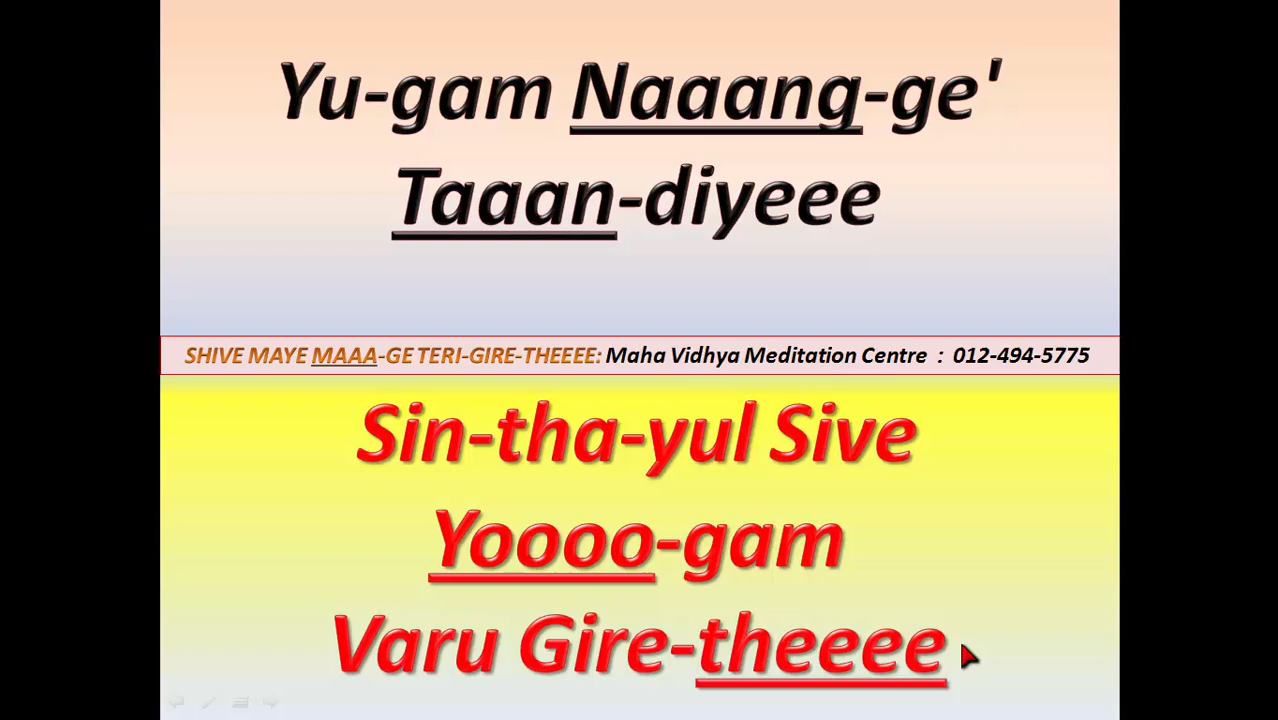 Yu-gam Naaang-ge'
Taaan-diyeee
SHIVE MAYE MAAA-GE TERI-GIRE-THEEEE: Maha Vidhya Meditation Centre : 012-494-5775
Sin-tha-yul Sive
Yoooo-gam
Varu Gire-theeee